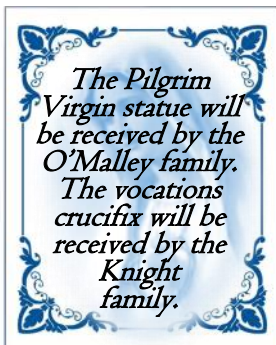 The Pilgrim
Virgin statue will
be received by the
O'Malley family.
The vocations
crucifix will be
received by the
Knight
family.